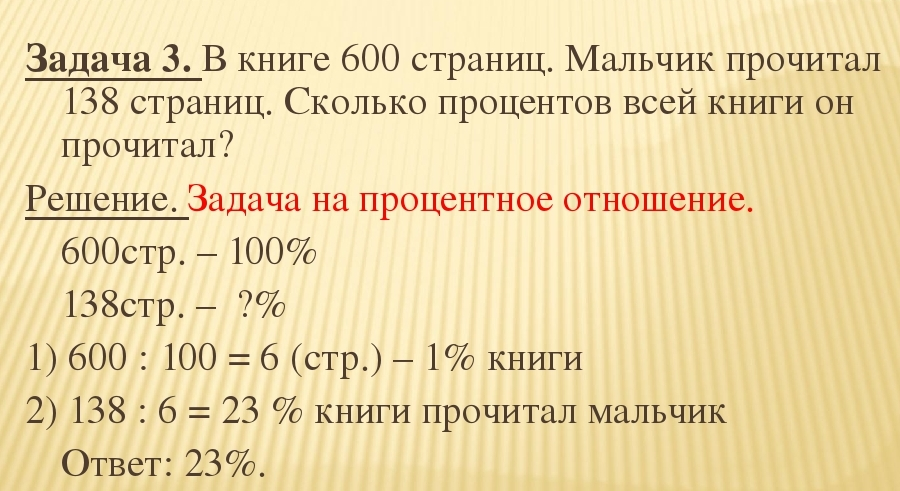 Задача 3. В книге 600 страниц. Мальчик прочитал
138 страниц. Сколько процентов всей книги он
прочитал?
Решение. Задача на процентное отношение.
600стр. – 100%
138стр. – ?%
1) 600 : 100 = 6 (стр.) – 1% книги
2) 138 : 6 = 23 % книги прочитал мальчик
Ответ: 23%.